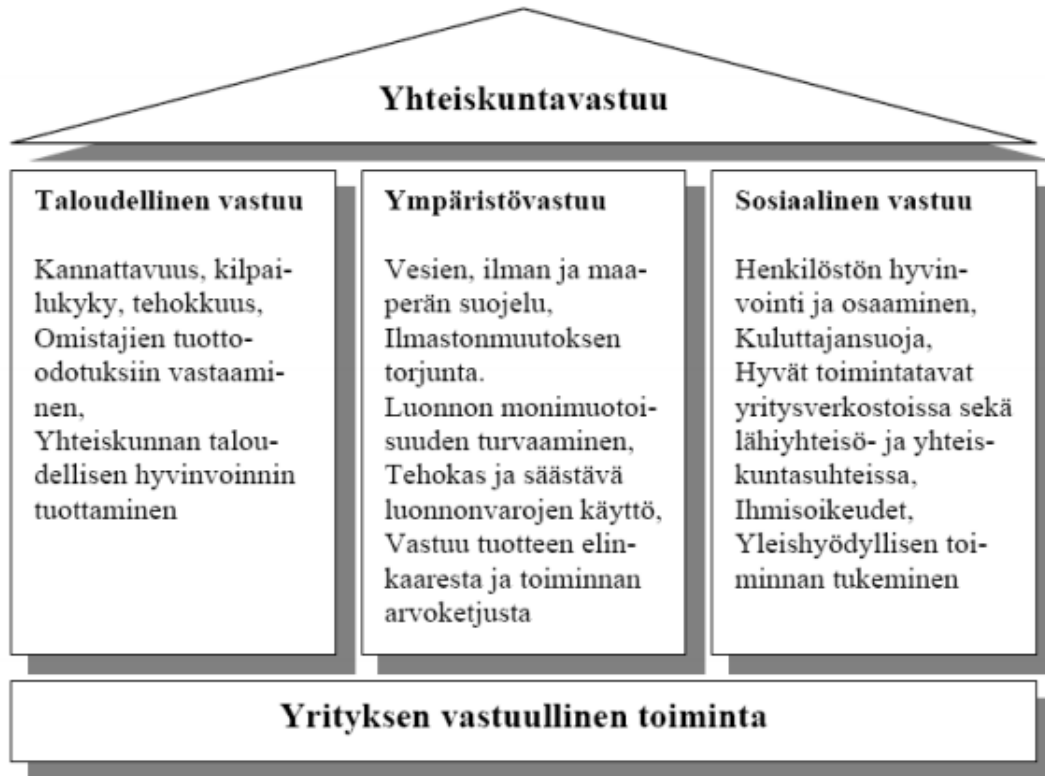 Yhteiskuntavastuu
Taloudellinen vastuu
Kannattavuus, kilpai-
lukyky, tehokkuus,
Omistajien tuotto-
odotuksiin vastaami-
nen,
Yhteiskunnan talou-
dellisen hyvinvoinnin
tuottaminen
Ympäristövastuu
Vesien, ilman ja maa-
perän suojelu,
Ilmastonmuutoksen
torjunta.
Luonnon monimuotoi-
suuden turvaaminen,
Tehokas ja säästävä
luonnonvarojen käyttö,
Vastuu tuotteen elin-
kaaresta ja toiminnan
arvoketjusta
Sosiaalinen vastuu
Henkilöstön hyvin-
vointi ja osaaminen,
Kuluttajansuoja,
Hyvät toimintatavat
yritysverkostoissa sekä
lähiyhteisö- ja yhteis-
kuntasuhteissa,
Ihmisoikeudet,
Yleishyödyllisen toi-
minnan tukeminen
Yrityksen vastuullinen toiminta